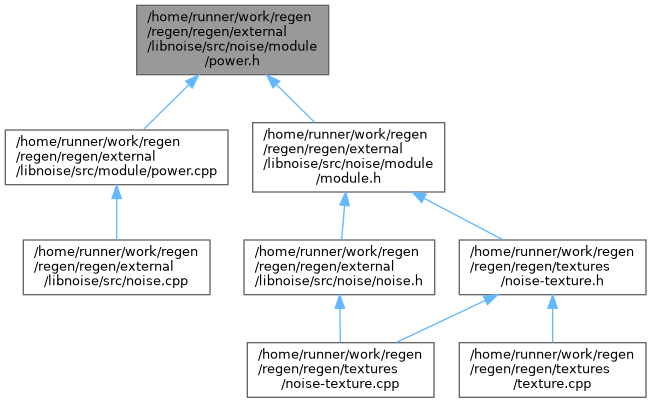 /home/runner/work/regen
/regen/regen/external
/libnoise/src/noise/module
/power.h
/home/runner/work/regen
/regen/regen/external
/libnoise/src/module/power.cpp
/home/runner/work/regen
/regen/regen/external
/libnoise/src/noise/module
/module.h
/home/runner/work/regen
/regen/regen/external
/libnoise/src/noise.cpp
/home/runner/work/regen
/regen/regen/external
/libnoise/src/noise/noise.h
/home/runner/work/regen
/regen/regen/textures
/noise-texture.h
/home/runner/work/regen
/regen/regen/textures
/noise-texture.cpp
/home/runner/work/regen
/regen/regen/textures
/texture.cpp